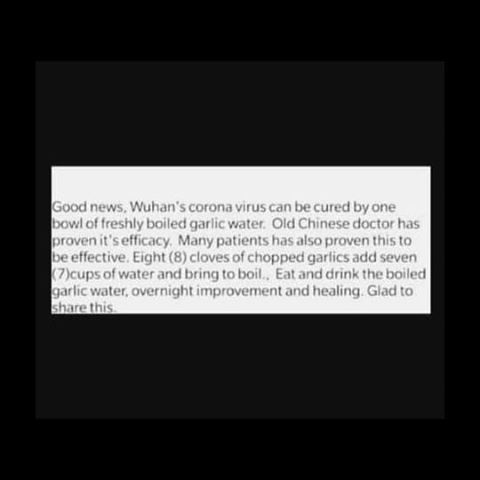 Good news, Wuhan's corona virus can be cured by one
bowl of freshly boiled garlic water. Old Chinese doctor has
proven it's efficacy. Many patients has also proven this to
be effective. Eight (8) cloves of chopped garlics add seven
(7)cups of water and bring to boil., Eat and drink the boiled
garlic water, overnight improvement and healing. Glad to
share this.